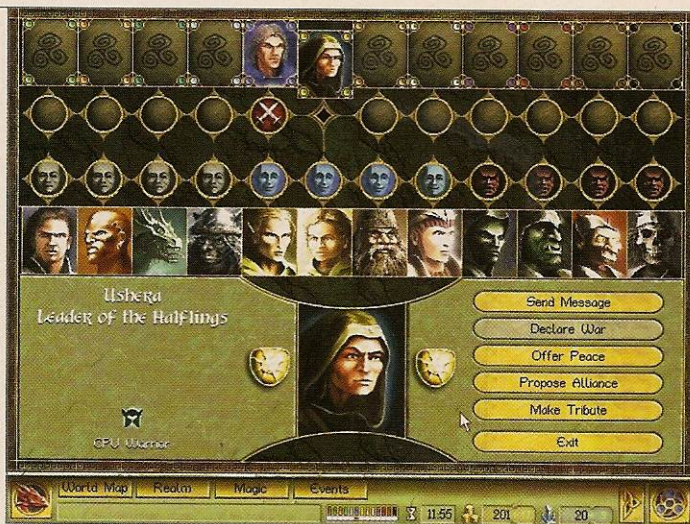 Ushera
Leader of the Halflings
CPU Warrior
Send Message
Declare War
Offer Peace
Propose Alliance
Make Tribute
Exit
World Map Realm Magic Events
11:55 201 20